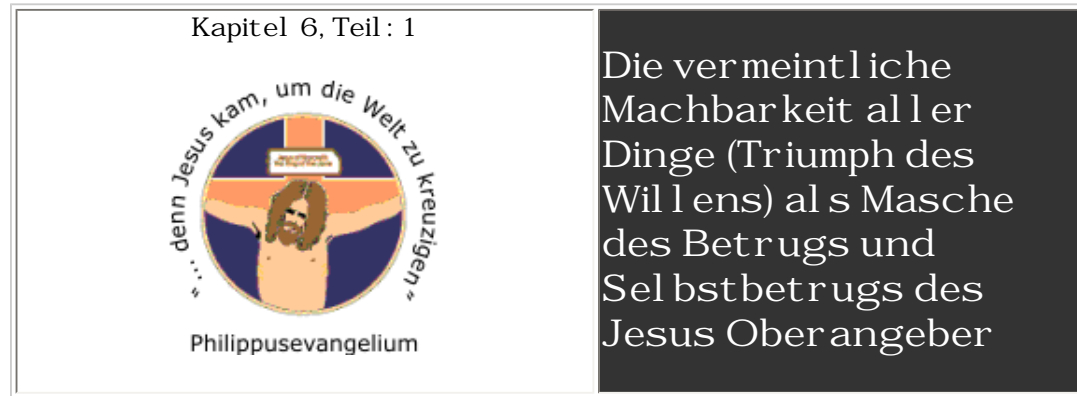 Kapitel 6, Teil: 1
"... denn Jesus kam, um die Welt zu kreuzigen"
Philippusevangelium
Die vermeintliche
Machbarkeit aller
Dinge (Triumph des
Willens) als Masche
des Betrugs und
Selbstbetrugs des
Jesus Oberangeber